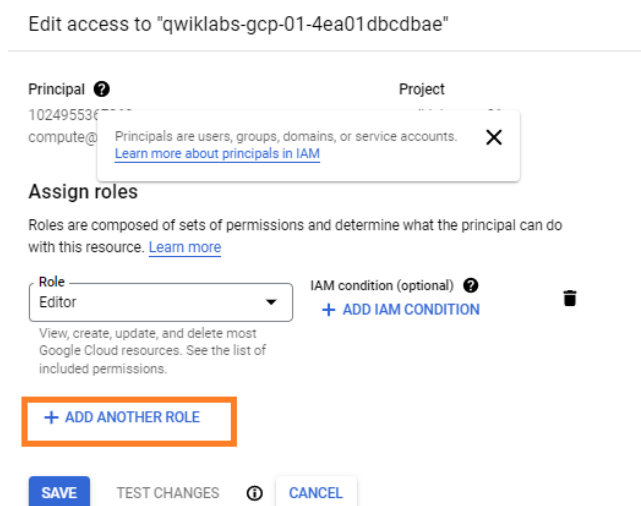 Edit access to "qwiklabs-gcp-01-4ea01dbcdbae"
Principal
Project
compute@
Principals are users, groups, domains, or service accounts.
Learn more about principals in IAM
Assign roles
Roles are composed of sets of permissions and determine what the principal can do
with this resource. Learn more
Role
Editor
IAM condition (optional)
+ ADD IAM CONDITION
View, create, update, and delete most
Google Cloud resources. See the list of
included permissions.
+ ADD ANOTHER ROLE
SAVE TEST CHANGES CANCEL